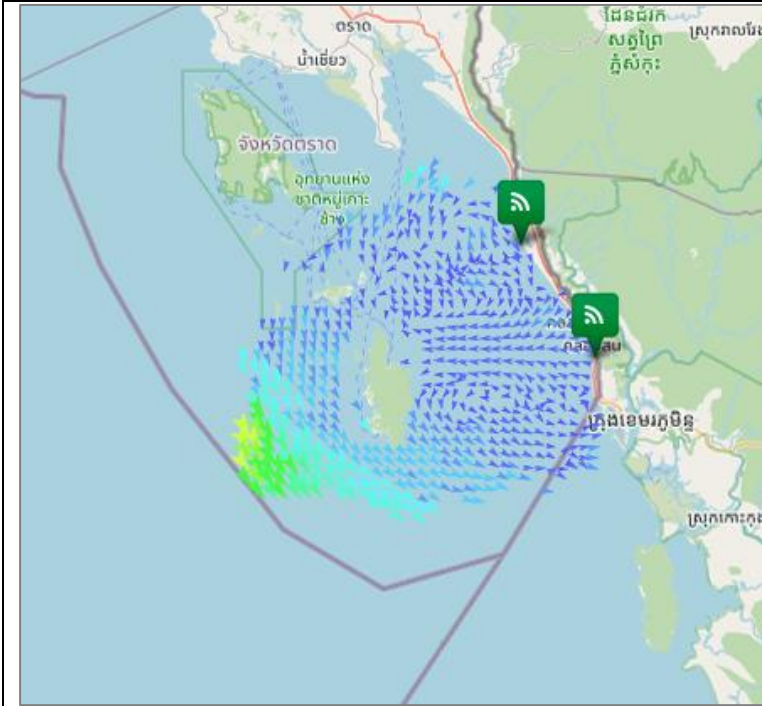 ដែនជំរក
សត្វព្រៃ
ភ្នំសំកុះ
ตราด
น้ำเชี่ยว
จังหวัดตราด
อุทยานแห่ง
ชาติหมู่เกาะ
ช้าง
ក្រុងខេមរភូមិន្ទ